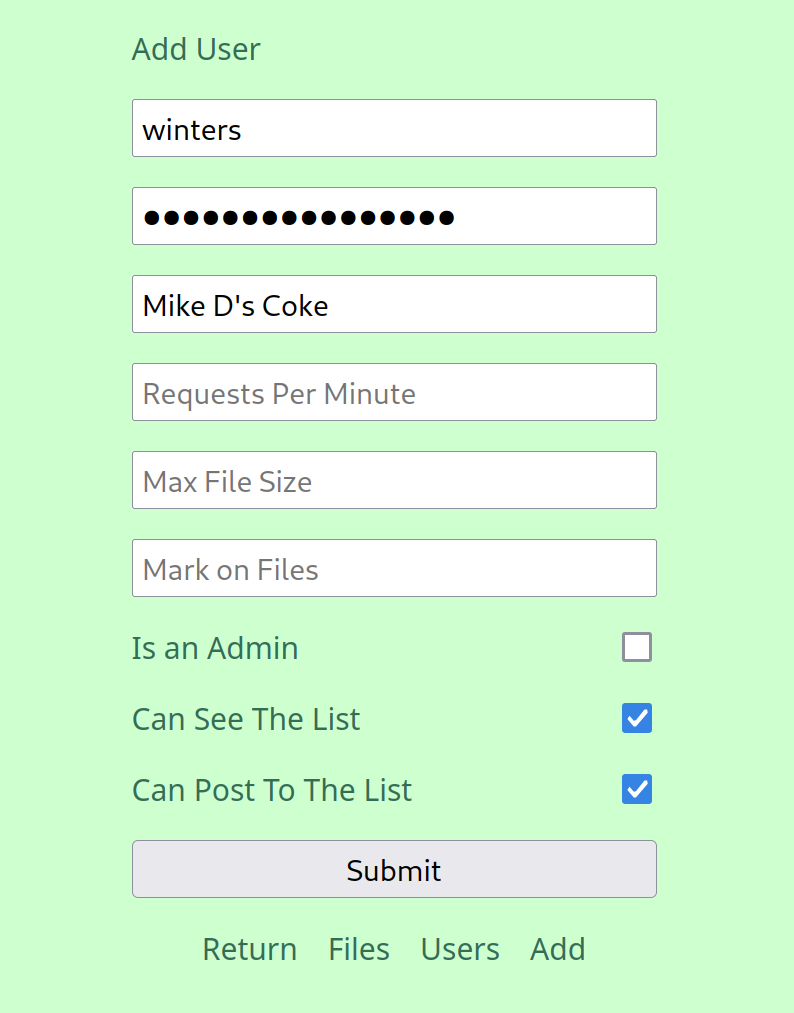 Add User
winters
●●●●●●●●●●●●●●●●
Mike D's Coke
Requests Per Minute
Max File Size
Mark on Files
Is an Admin
Can See The List
Can Post To The List
Submit
Return Files Users Add